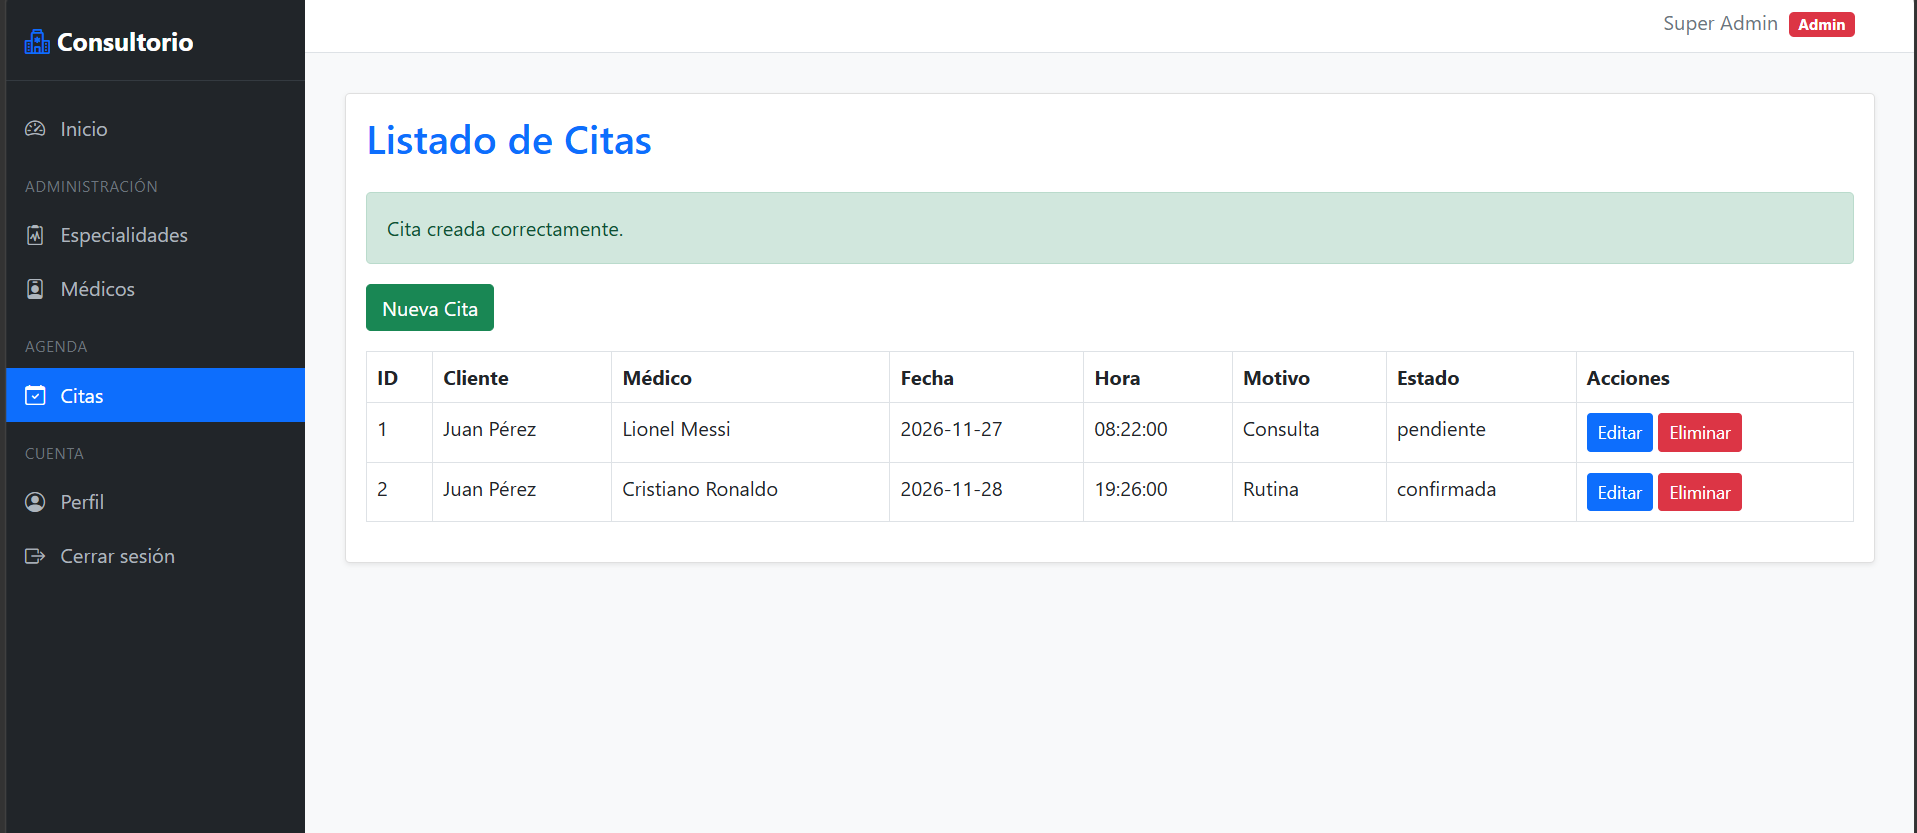 Consultorio
Super Admin Admin
Inicio
ADMINISTRACIÓN
Especialidades
Médicos
AGENDA
Citas
CUENTA
Perfil
Cerrar sesión
Listado de Citas
Cita creada correctamente.
Nueva Cita
ID Cliente Médico Fecha Hora Motivo Estado Acciones
1 Juan Pérez Lionel Messi 2026-11-27 08:22:00 Consulta pendiente Editar Eliminar
2 Juan Pérez Cristiano Ronaldo 2026-11-28 19:26:00 Rutina confirmada Editar Eliminar